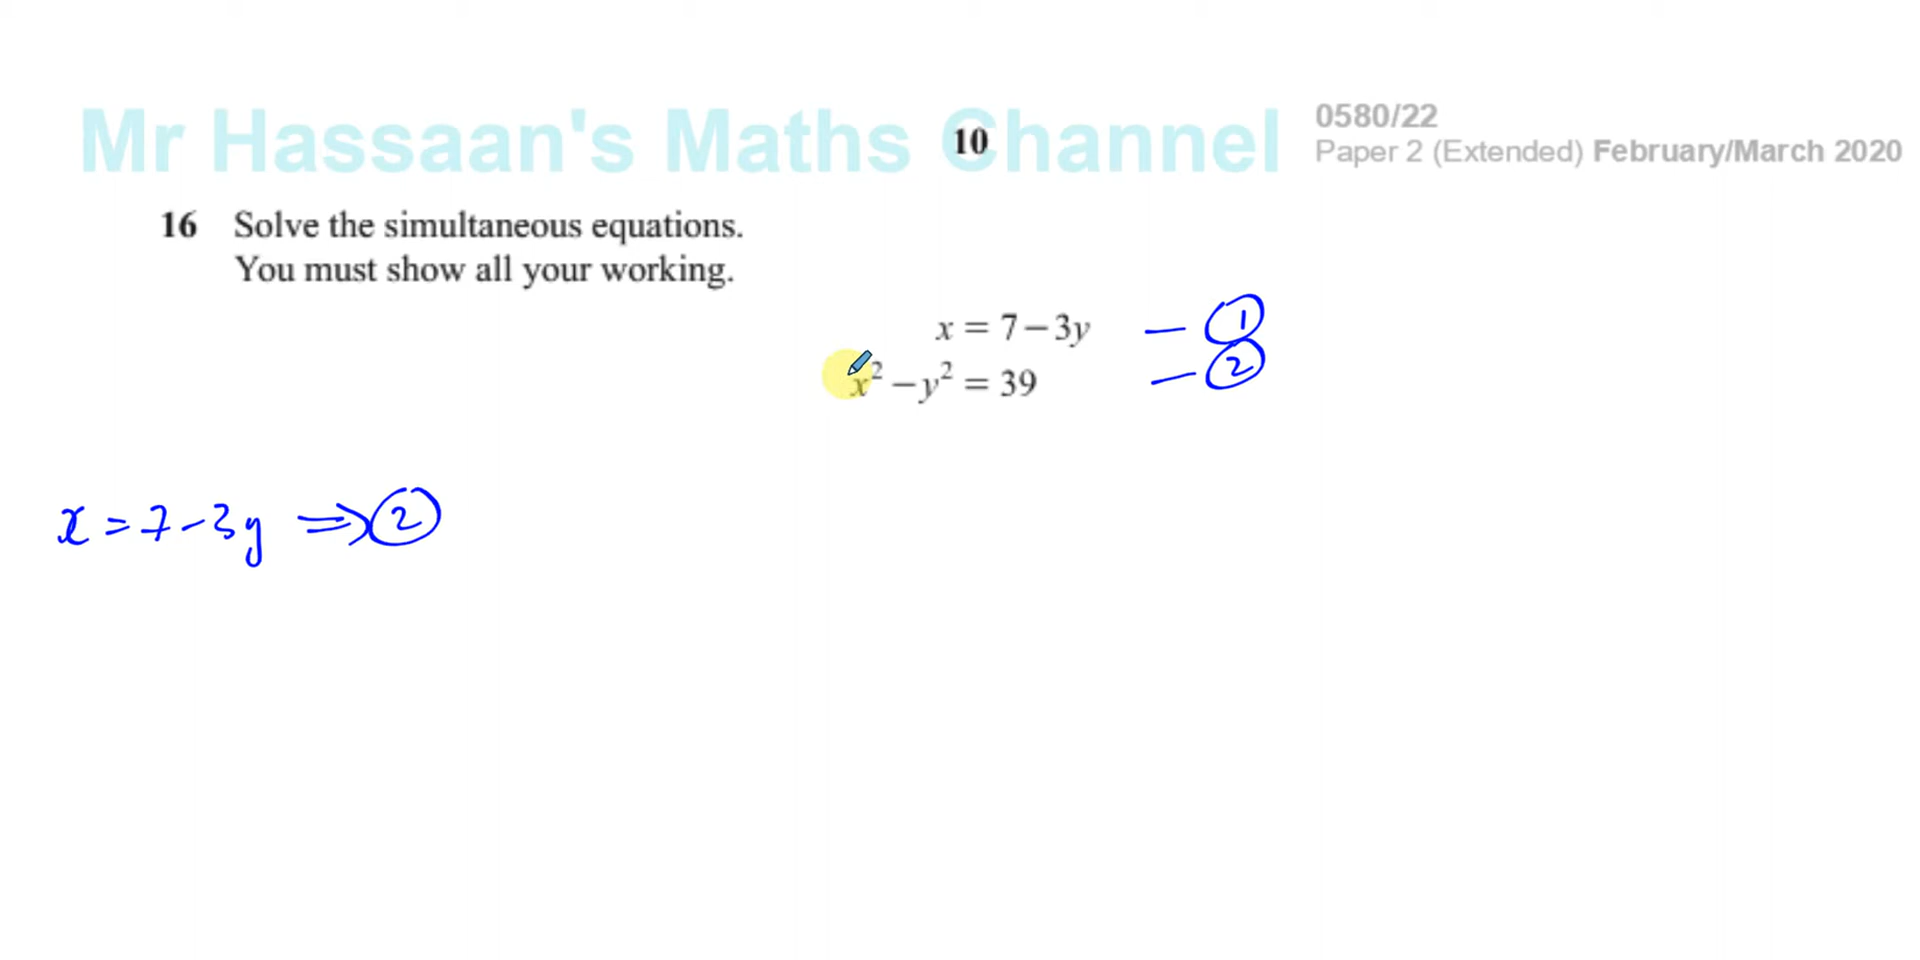 Mr Hassaan's Maths Channel
10
0580/22
Paper 2 (Extended) February/March 2020
16 Solve the simultaneous equations.
You must show all your working.
x = 7 − 3y — ①
x² − y² = 39 — ②
x = 7 − 3y ⇒ ②